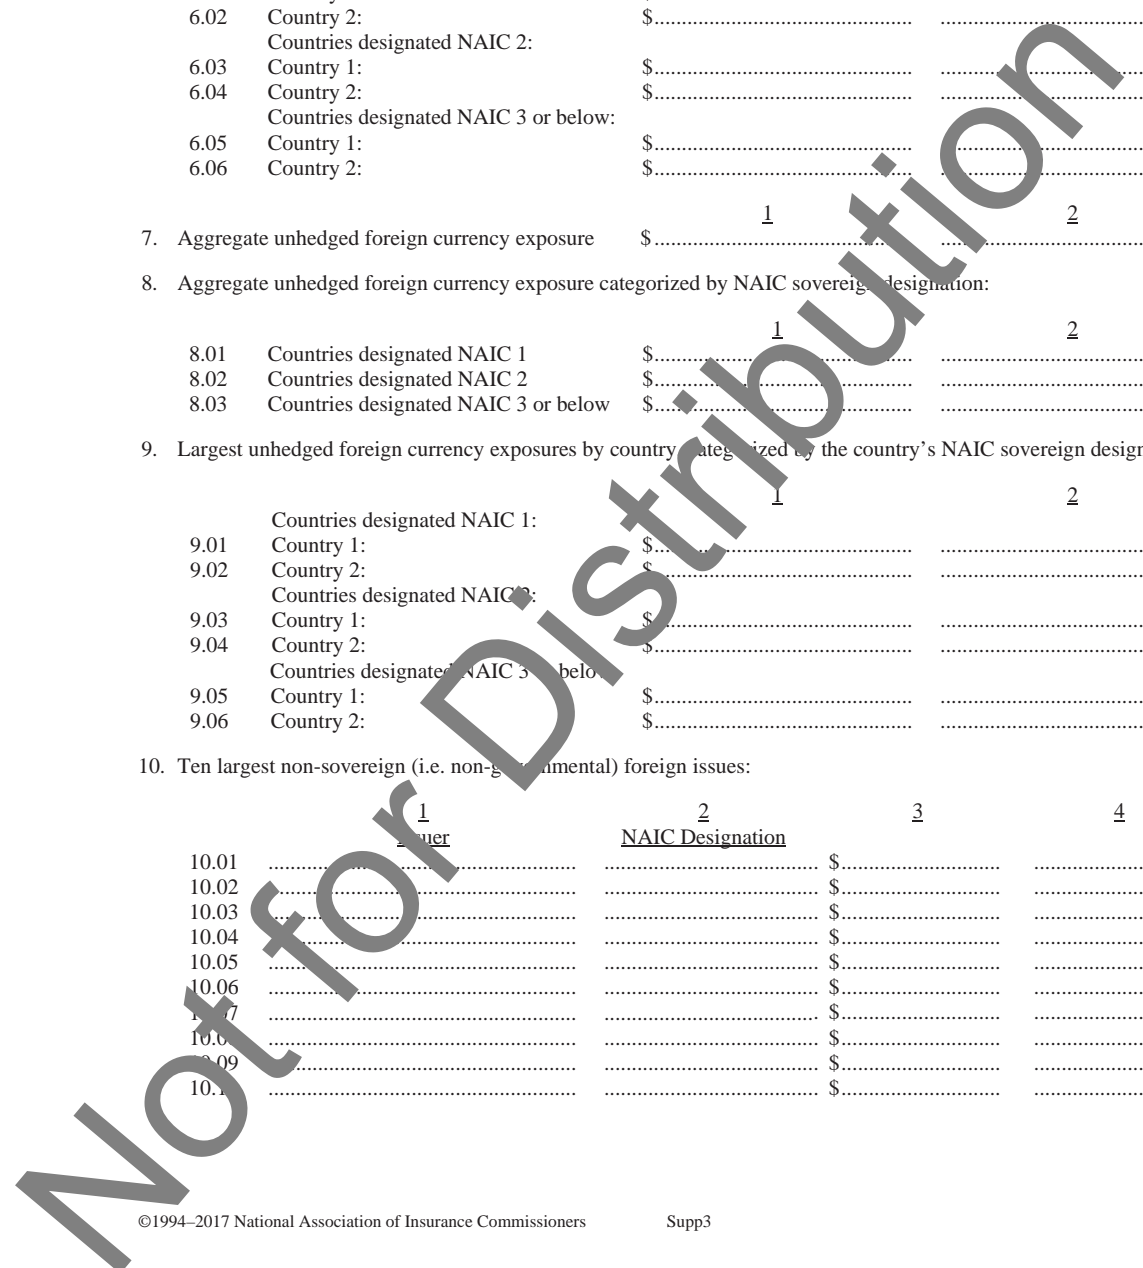 6.02 Country 2: $................................................ ......................................
Countries designated NAIC 2:
6.03 Country 1: $................................................ ......................................
6.04 Country 2: $................................................ ......................................
Countries designated NAIC 3 or below:
6.05 Country 1: $................................................ ......................................
6.06 Country 2: $................................................ ......................................
1 2
7. Aggregate unhedged foreign currency exposure $................................................ ......................................
8. Aggregate unhedged foreign currency exposure categorized by NAIC sovereign designation:
1 2
8.01 Countries designated NAIC 1 $................................................ ......................................
8.02 Countries designated NAIC 2 $................................................ ......................................
8.03 Countries designated NAIC 3 or below $................................................ ......................................
9. Largest unhedged foreign currency exposures by country categorized by the country’s NAIC sovereign design
1 2
Countries designated NAIC 1:
9.01 Country 1: $................................................ ......................................
9.02 Country 2: $................................................ ......................................
Countries designated NAIC 2:
9.03 Country 1: $................................................ ......................................
9.04 Country 2: $................................................ ......................................
Countries designated NAIC 3 or below
9.05 Country 1: $................................................ ......................................
9.06 Country 2: $................................................ ......................................
10. Ten largest non-sovereign (i.e. non-governmental) foreign issues:
1 2 3 4
Issuer NAIC Designation
10.01 ................................................ ...................................... $.............................. ....................
10.02 ................................................ ...................................... $.............................. ....................
10.03 ................................................ ...................................... $.............................. ....................
10.04 ................................................ ...................................... $.............................. ....................
10.05 ................................................ ...................................... $.............................. ....................
10.06 ................................................ ...................................... $.............................. ....................
10.07 ................................................ ...................................... $.............................. ....................
10.08 ................................................ ...................................... $.............................. ....................
10.09 ................................................ ...................................... $.............................. ....................
10.10 ................................................ ...................................... $.............................. ....................
©1994–2017 National Association of Insurance Commissioners Supp3
Not for Distribution